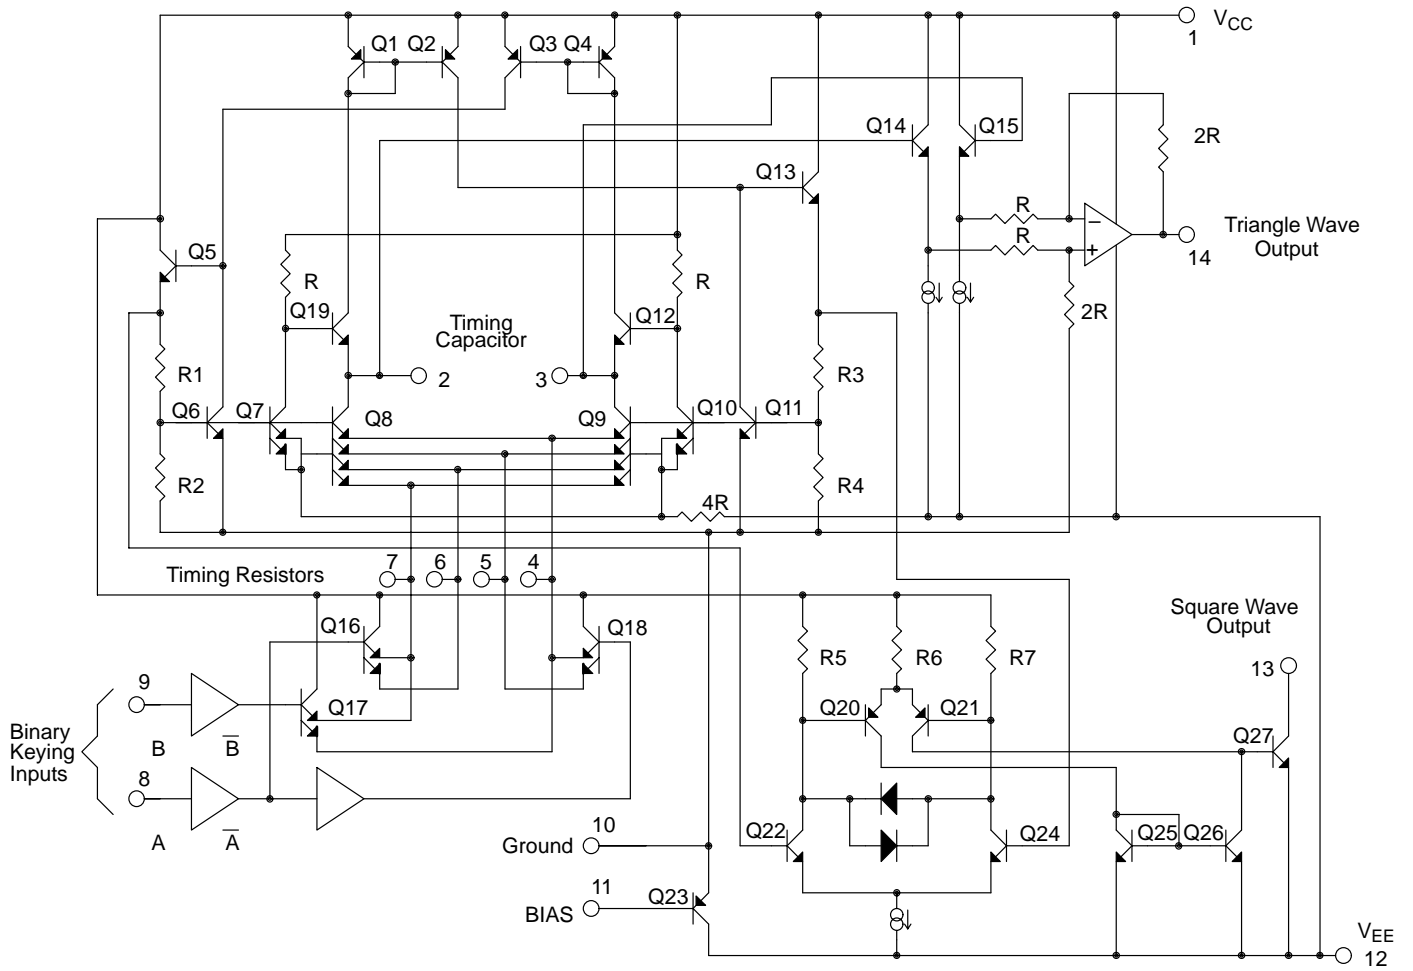 Q1 Q2 Q3 Q4
V_CC
1
Q14 Q15
2R
Q13
R
R
Triangle Wave
Output
14
Q5
R
R
Q19
Timing
Capacitor
Q12
2R
R1
2
3
R3
Q6 Q7 Q8 Q9 Q10 Q11
R2
R4
4R
Timing Resistors
7 6 5 4
Square Wave
Output
Q16
Q18
R5 R6 R7
13
9
Q17
Q20 Q21
Q27
Binary
Keying
Inputs
B
B̅
8
A
A̅
10
Ground
Q22 Q24 Q25 Q26
11
BIAS
Q23
V_EE
12